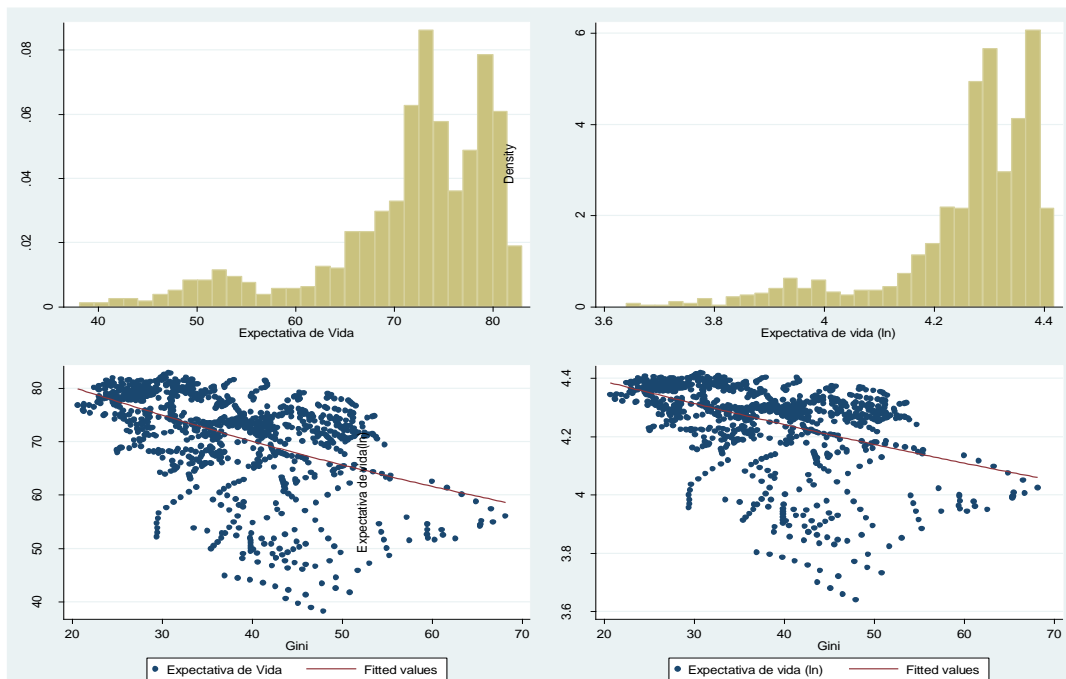 0 .02 .04 .06 .08
40 50 60 70 80
Expectativa de Vida
Density
0 2 4 6
3.6 3.8 4 4.2 4.4
Expectativa de vida (ln)
40 50 60 70 80
Expectativa de vida(ln)
20 30 40 50 60 70
Gini
Expectativa de Vida Fitted values
3.6 3.8 4 4.2 4.4
20 30 40 50 60 70
Gini
Expectativa de vida (ln) Fitted values